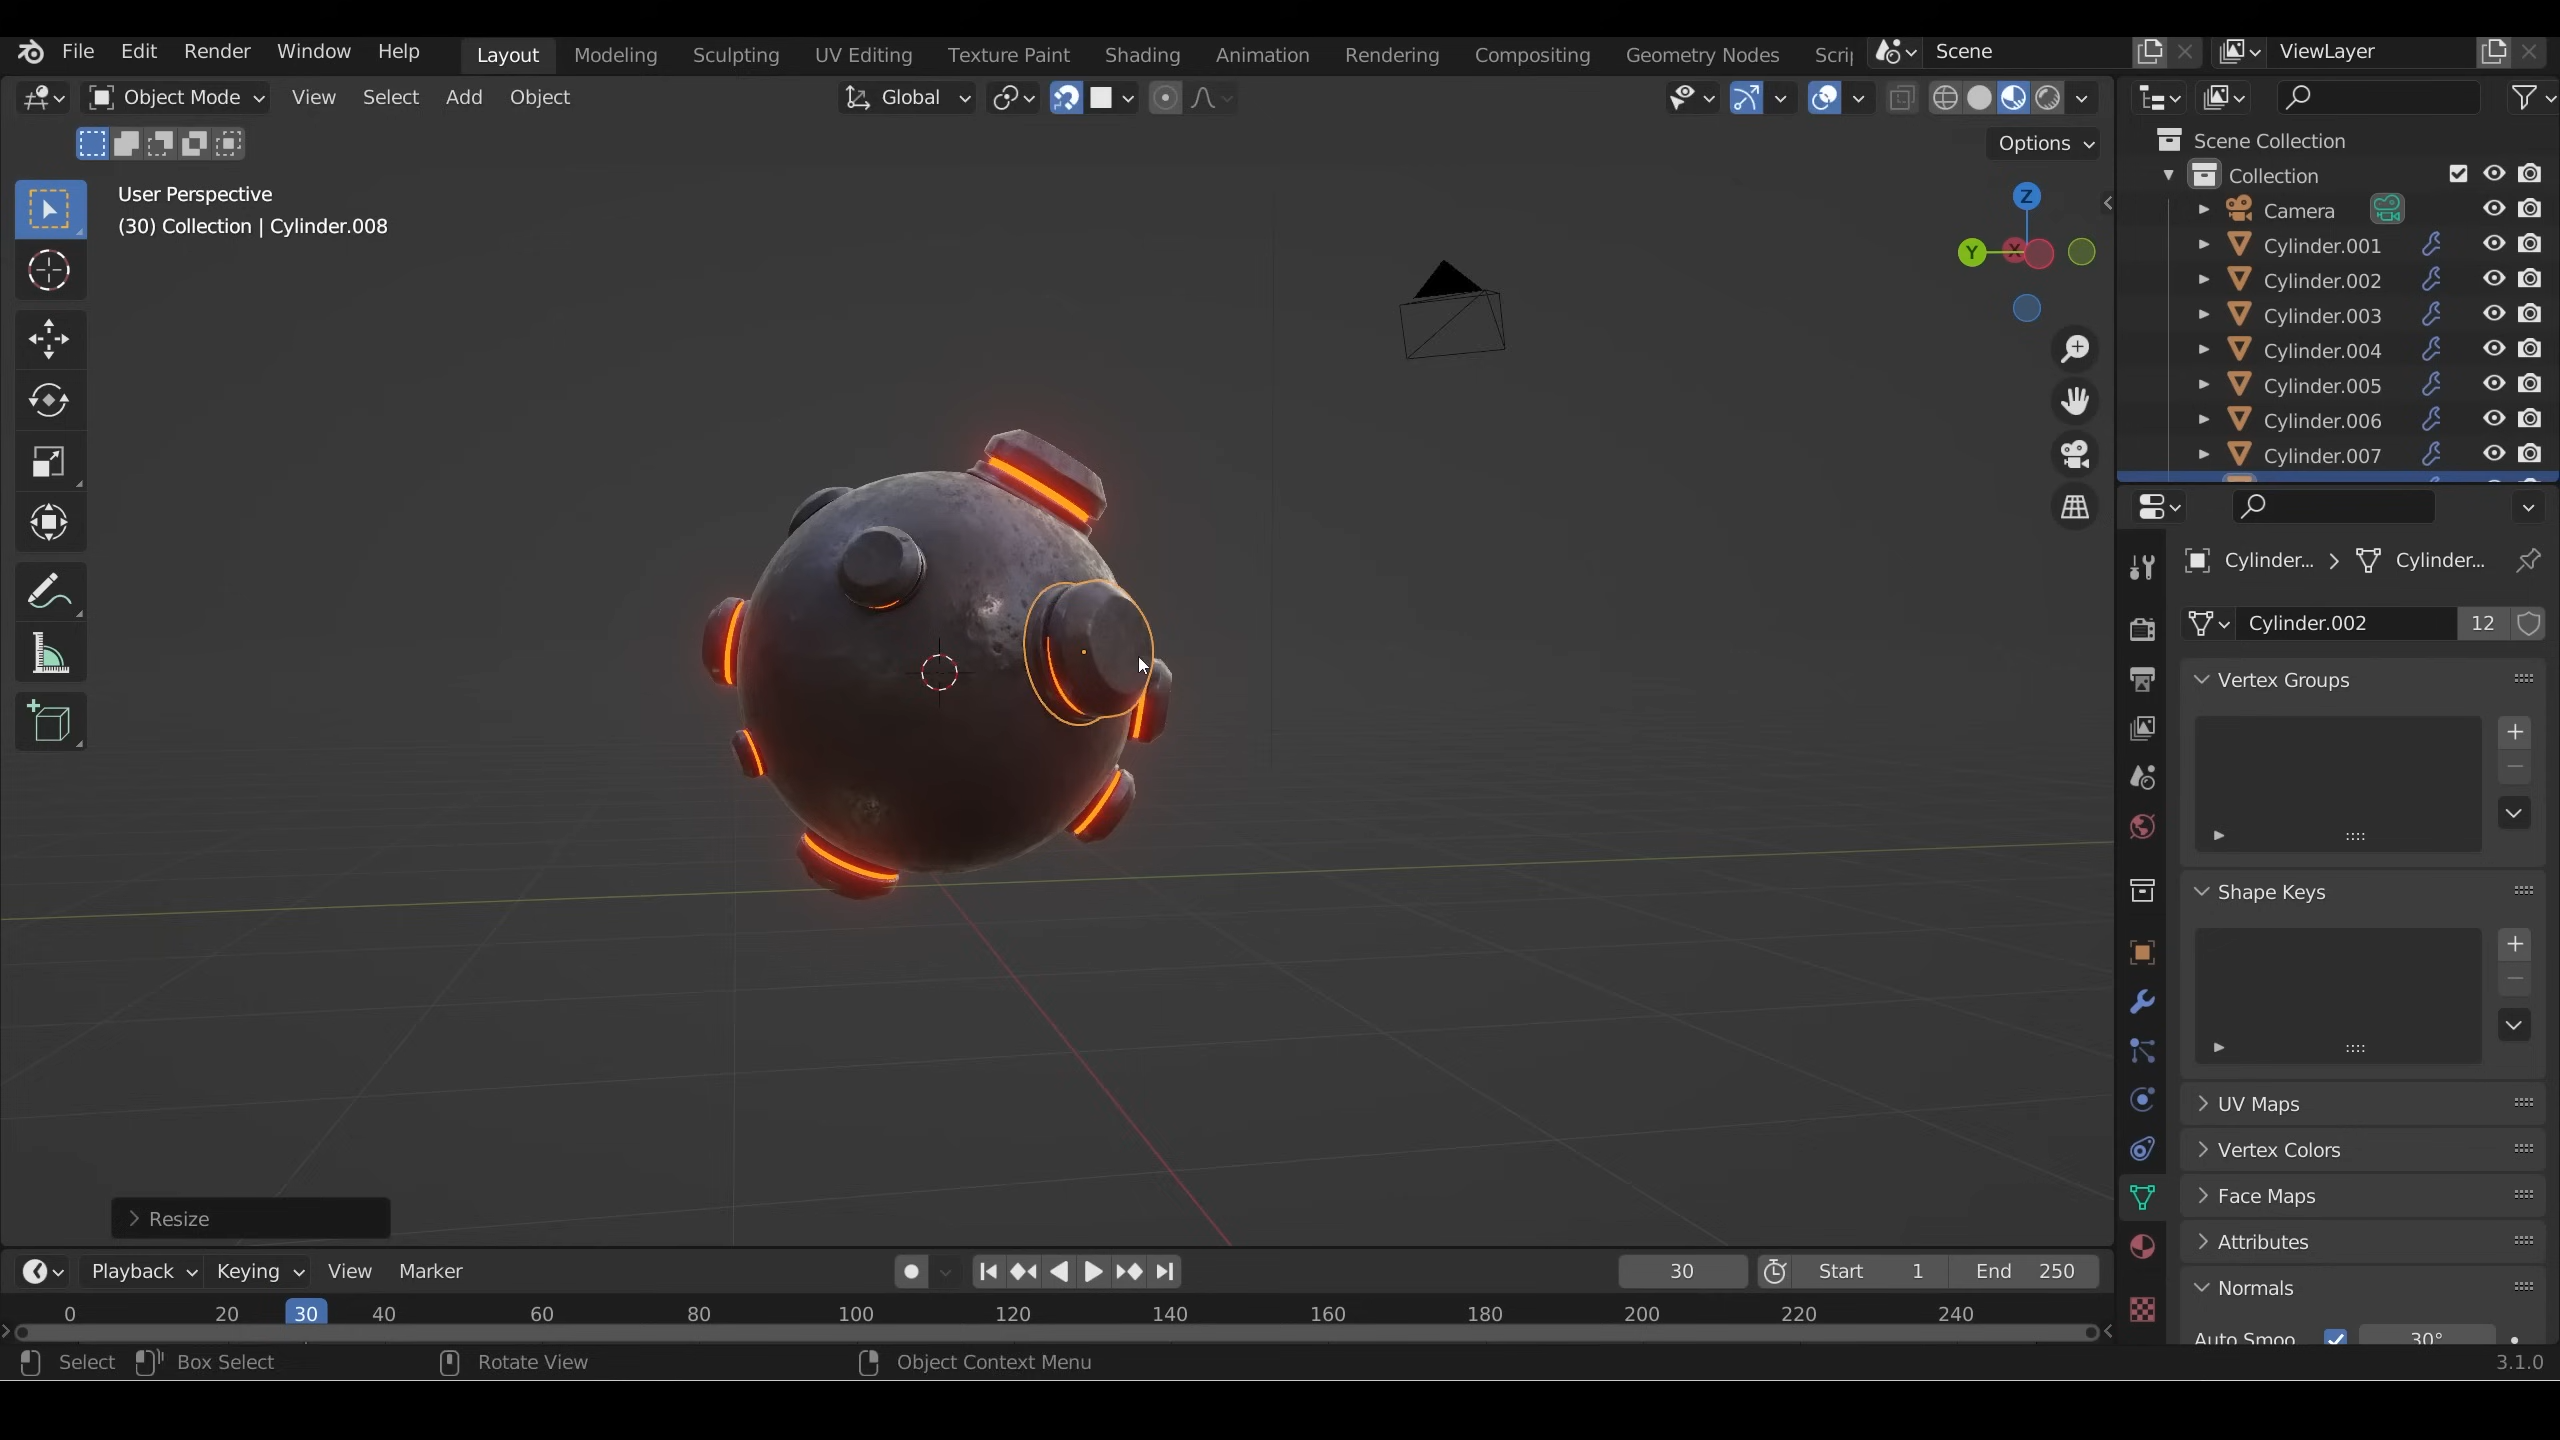 File Edit Render Window Help Layout Modeling Sculpting UV Editing Texture Paint Shading Animation Rendering Compositing Geometry Nodes Scrip Scene ViewLayer
Object Mode View Select Add Object Global
Options
User Perspective
(30) Collection | Cylinder.008
Z
Y X
Scene Collection
Collection
Camera
Cylinder.001
Cylinder.002
Cylinder.003
Cylinder.004
Cylinder.005
Cylinder.006
Cylinder.007
Cylinder... Cylinder...
Cylinder.002 12
Vertex Groups
Shape Keys
UV Maps
Vertex Colors
Face Maps
Attributes
Normals
Auto Smoo 30°
Resize
Playback Keying View Marker 30 Start 1 End 250
0 20 30 40 60 80 100 120 140 160 180 200 220 240
Select Box Select Rotate View Object Context Menu 3.1.0